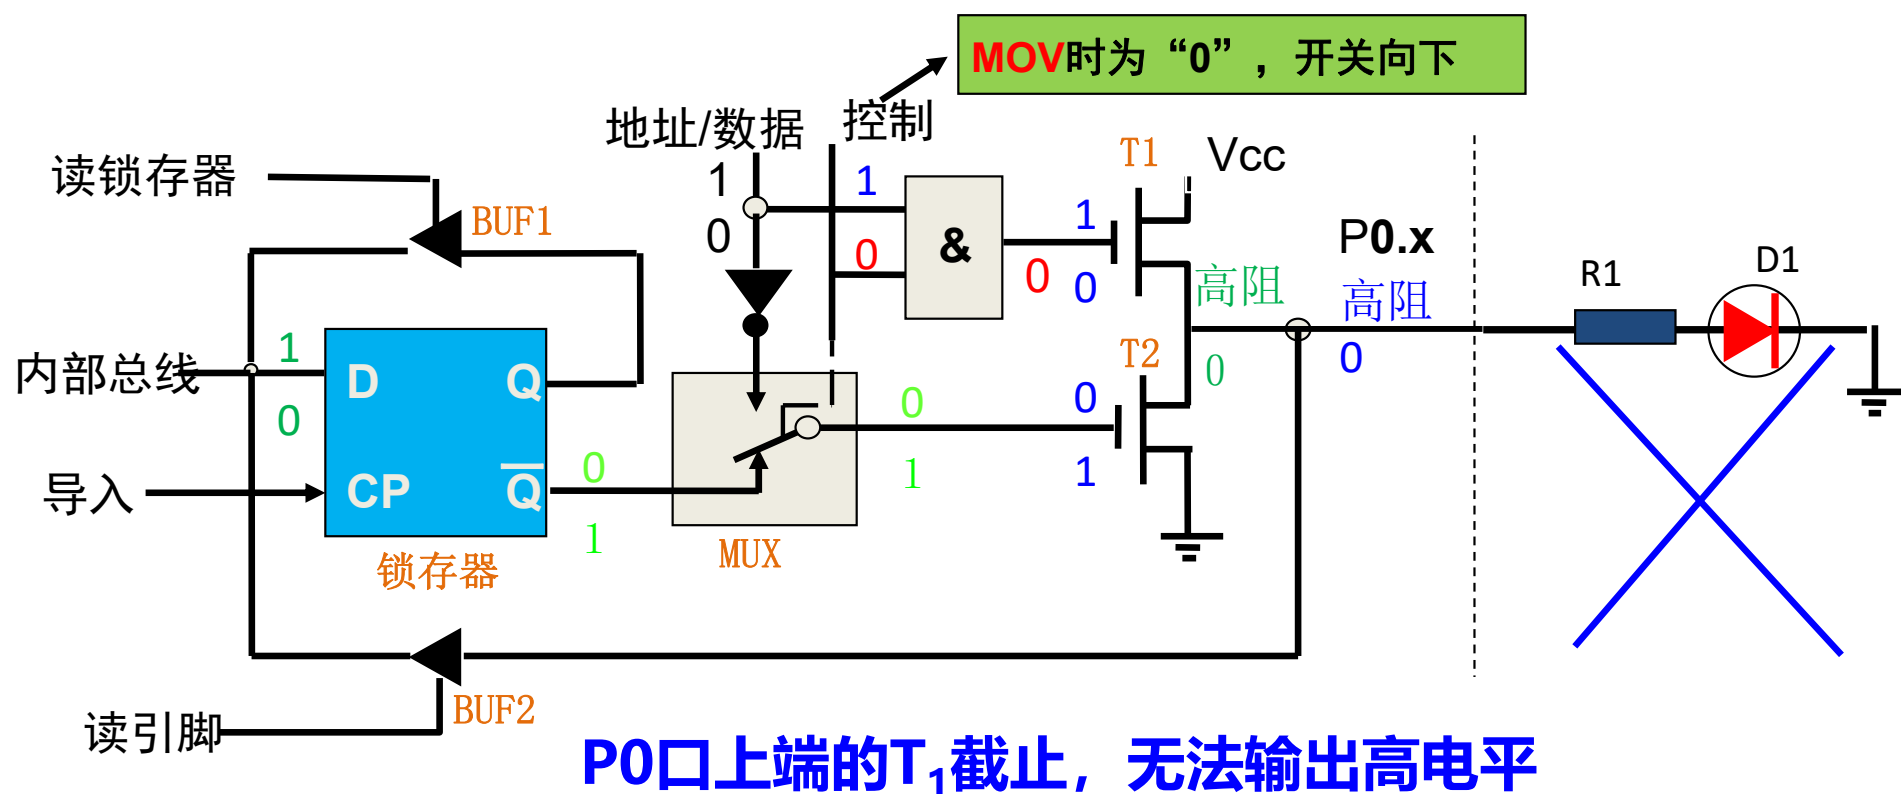 MOV时为“0”，开关向下
地址/数据
控制
T1
Vcc
读锁存器
1
1
BUF1
0
0
&
1
0
0
P0.x
高阻
高阻
R1
D1
内部总线
1
D
Q
T2
0
0
0
0
0
1
导入
CP
Q
0
1
1
锁存器
1
MUX
读引脚
BUF2
P0口上端的T1截止，无法输出高电平